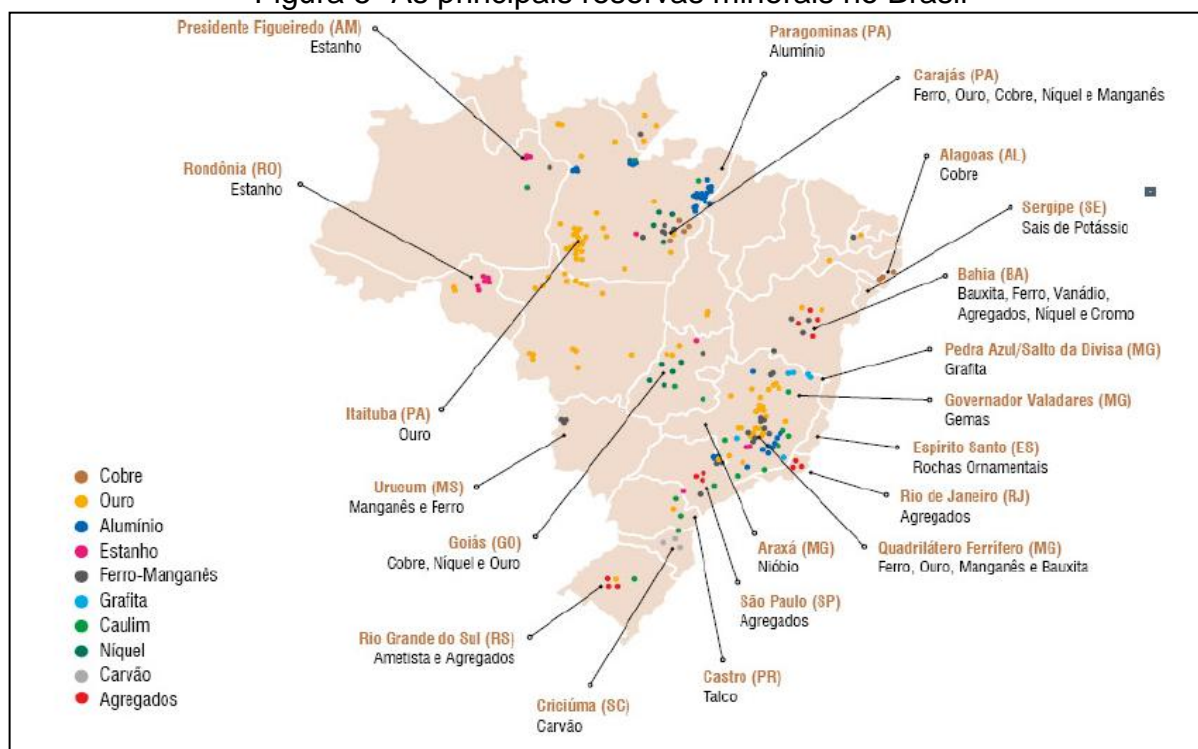 Figura 3- As principais reservas minerais no Brasil
Presidente Figueiredo (AM)
Estanho
Paragominas (PA)
Alumínio
Carajás (PA)
Ferro, Ouro, Cobre, Níquel e Manganês
Rondônia (RO)
Estanho
Alagoas (AL)
Cobre
Sergipe (SE)
Sais de Potássio
Bahia (BA)
Bauxita, Ferro, Vanádio,
Agregados, Níquel e Cromo
Pedra Azul/Salto da Divisa (MG)
Grafita
Governador Valadares (MG)
Gemas
Itaituba (PA)
Ouro
Espírito Santo (ES)
Rochas Ornamentais
Urucum (MS)
Manganês e Ferro
Rio de Janeiro (RJ)
Agregados
Goiás (GO)
Cobre, Níquel e Ouro
Araxá (MG)
Nióbio
Quadrilátero Ferrífero (MG)
Ferro, Ouro, Manganês e Bauxita
São Paulo (SP)
Agregados
Rio Grande do Sul (RS)
Ametista e Agregados
Castro (PR)
Talco
Criciúma (SC)
Carvão
Cobre
Ouro
Alumínio
Estanho
Ferro-Manganês
Grafita
Caulim
Níquel
Carvão
Agregados